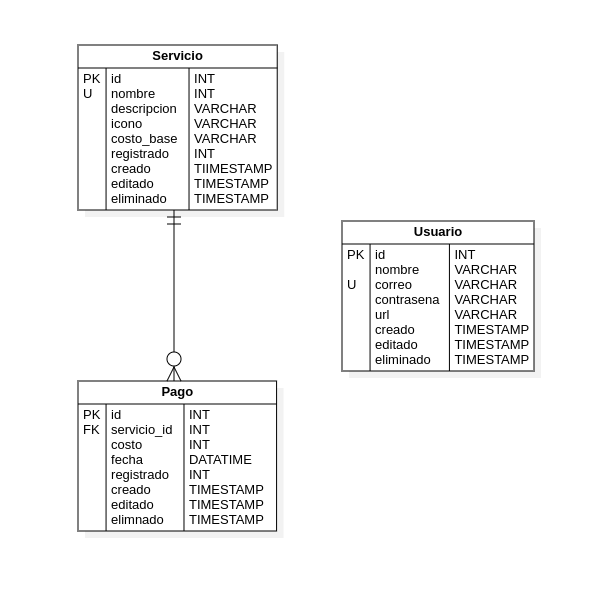 Servicio
PK id INT
U nombre INT
descripcion VARCHAR
icono VARCHAR
costo_base VARCHAR
registrado INT
creado TIIMESTAMP
editado TIMESTAMP
eliminado TIMESTAMP
Usuario
PK id INT
nombre VARCHAR
U correo VARCHAR
contrasena VARCHAR
url VARCHAR
creado TIMESTAMP
editado TIMESTAMP
eliminado TIMESTAMP
Pago
PK id INT
FK servicio_id INT
costo INT
fecha DATATIME
registrado INT
creado TIMESTAMP
editado TIMESTAMP
elimnado TIMESTAMP